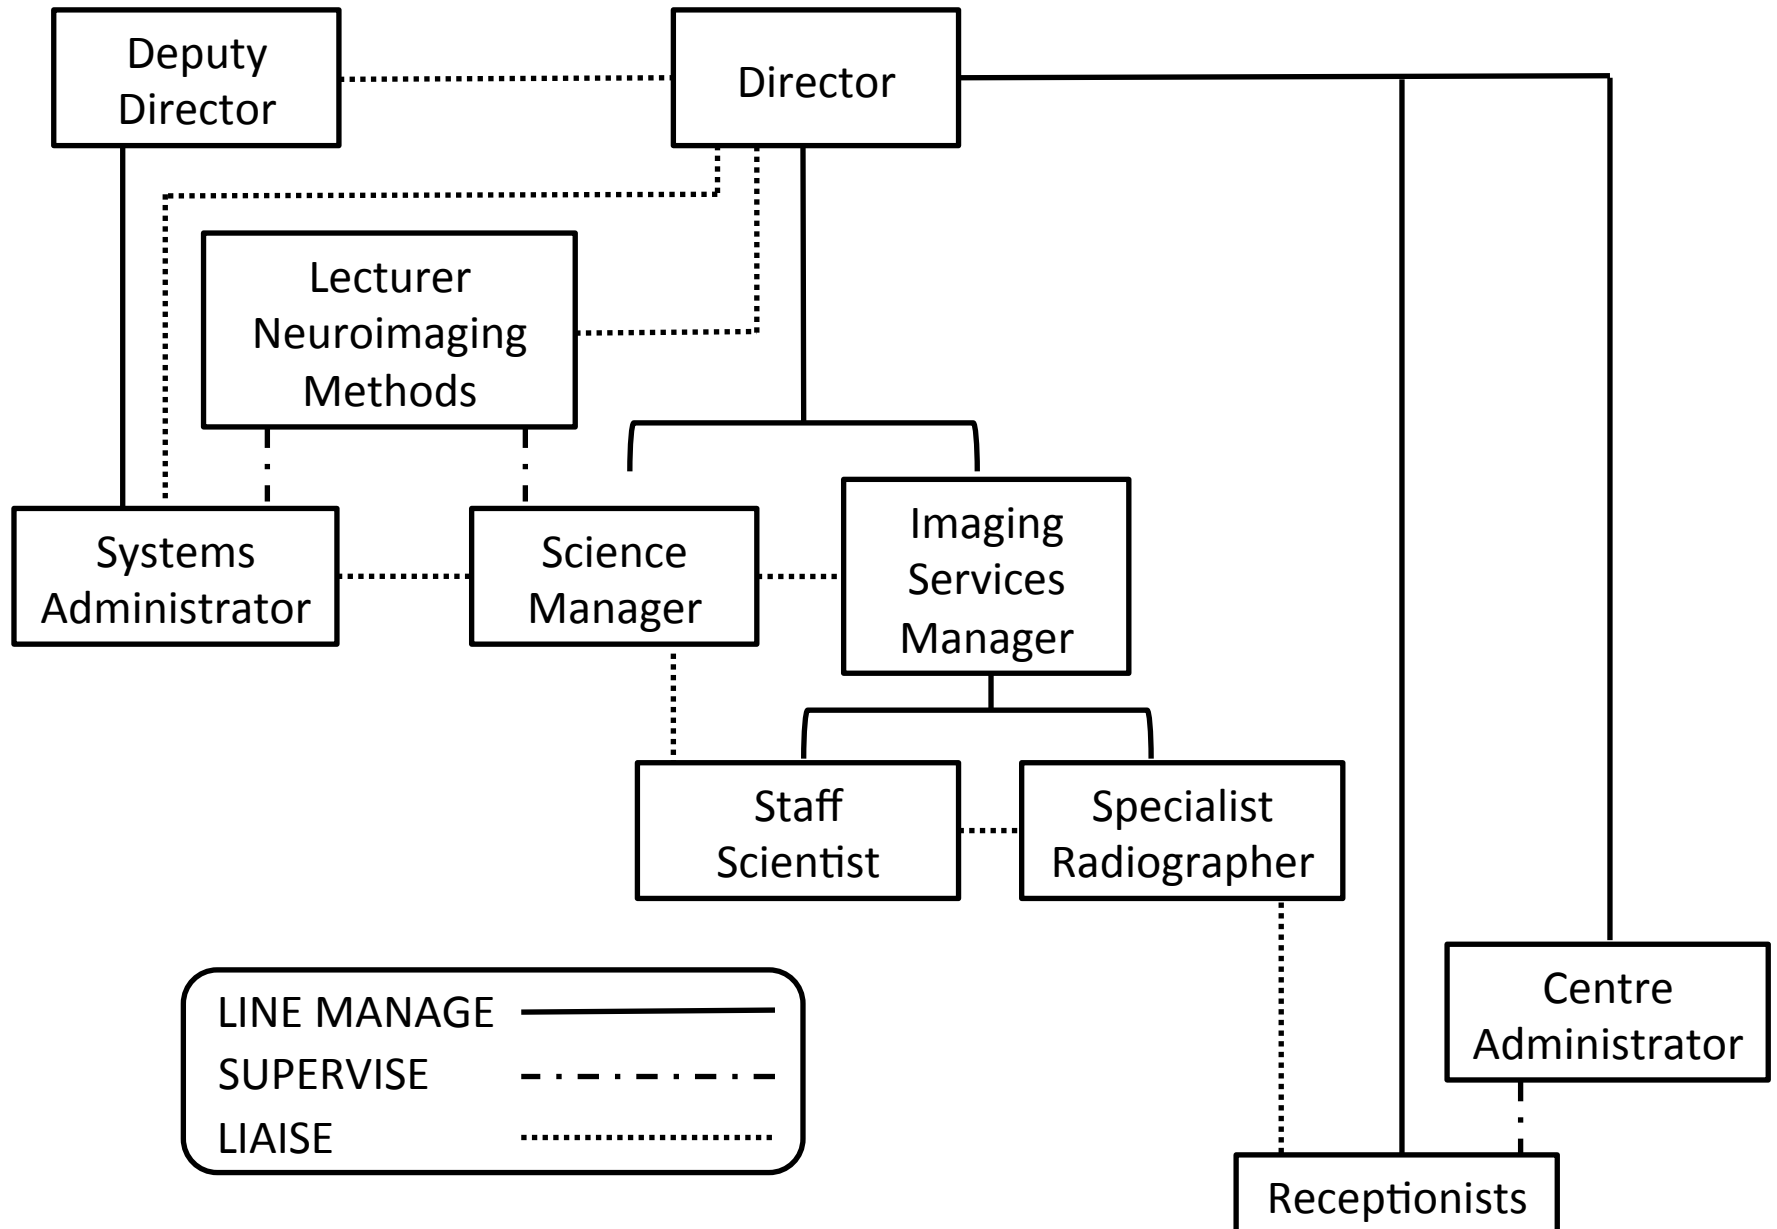 Deputy
Director
Director
Lecturer
Neuroimaging
Methods
Systems
Administrator
Science
Manager
Imaging
Services
Manager
Staff
Scientist
Specialist
Radiographer
Centre
Administrator
Receptionists
LINE MANAGE
SUPERVISE
LIAISE